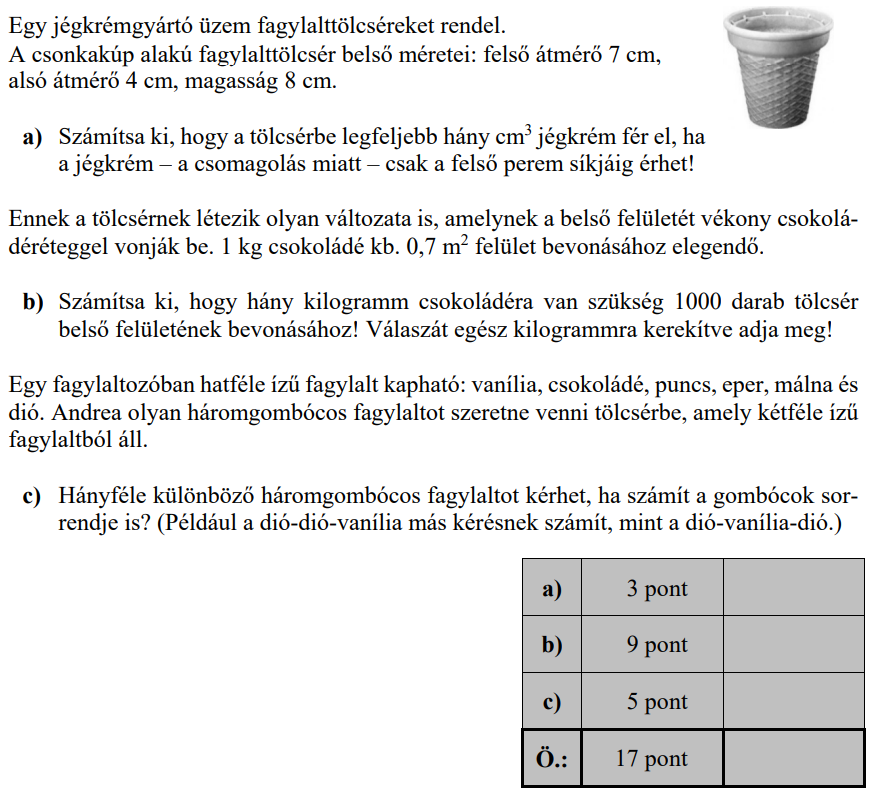 Egy jégkrémgyártó üzem fagylalttölcséreket rendel.
A csonkakúp alakú fagylalttölcsér belső méretei: felső átmérő 7 cm,
alsó átmérő 4 cm, magasság 8 cm.
a) Számítsa ki, hogy a tölcsérbe legfeljebb hány cm³ jégkrém fér el, ha
a jégkrém – a csomagolás miatt – csak a felső perem síkjáig érhet!
Ennek a tölcsérnek létezik olyan változata is, amelynek a belső felületét vékony csokolá-
déréteggel vonják be. 1 kg csokoládé kb. 0,7 m² felület bevonásához elegendő.
b) Számítsa ki, hogy hány kilogramm csokoládéra van szükség 1000 darab tölcsér
belső felületének bevonásához! Válaszát egész kilogrammra kerekítve adja meg!
Egy fagylaltozóban hatféle ízű fagylalt kapható: vanília, csokoládé, puncs, eper, málna és
dió. Andrea olyan háromgombócos fagylaltot szeretne venni tölcsérbe, amely kétféle ízű
fagylaltból áll.
c) Hányféle különböző háromgombócos fagylaltot kérhet, ha számít a gombócok sor-
rendje is? (Például a dió-dió-vanília más kérésnek számít, mint a dió-vanília-dió.)
a) 3 pont
b) 9 pont
c) 5 pont
Ö.: 17 pont